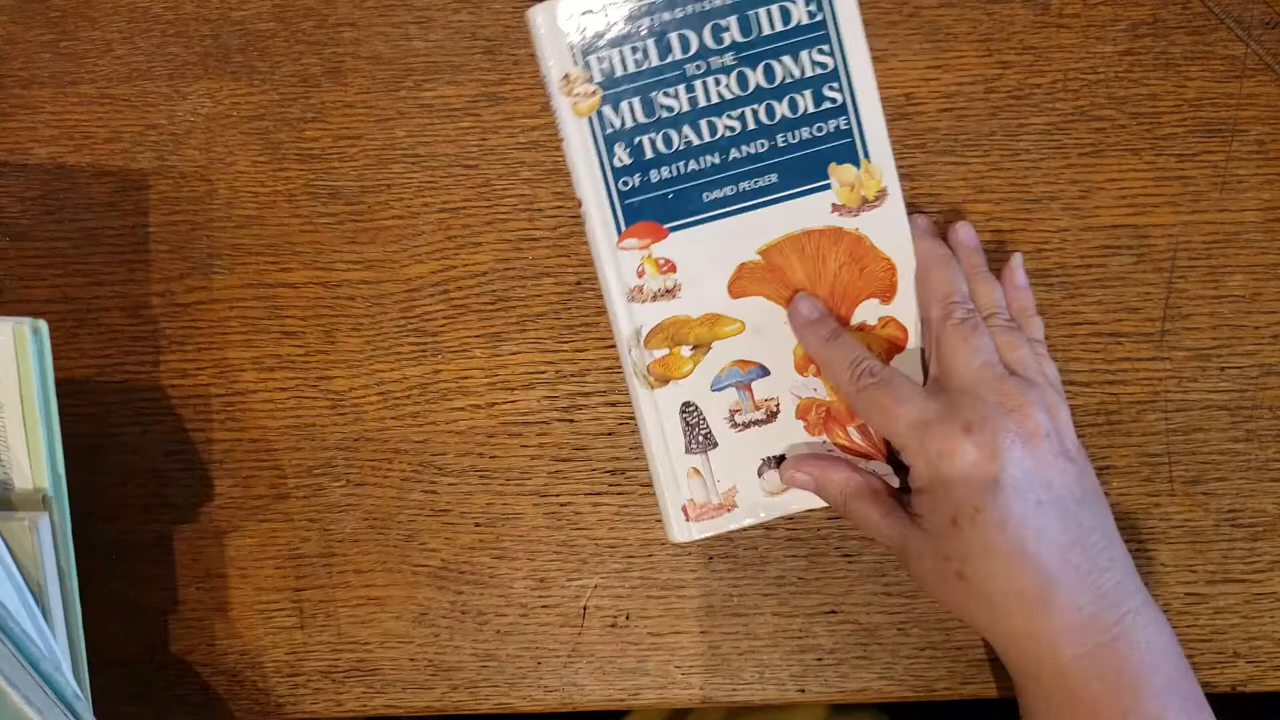 FIELD GUIDE
TO THE
MUSHROOMS
& TOADSTOOLS
OF·BRITAIN·AND·EUROPE
DAVID PEGLER